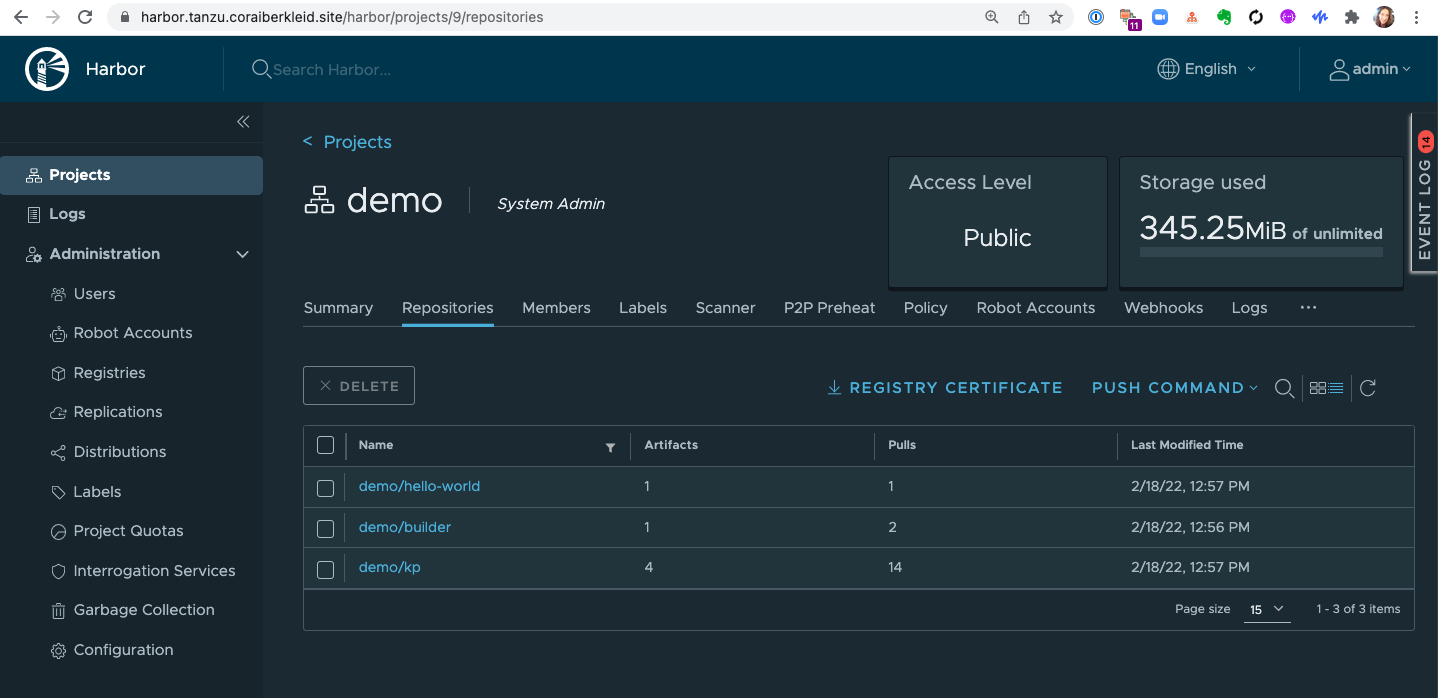 harbor.tanzu.coraiberkleid.site/harbor/projects/9/repositories
11
Harbor
Search Harbor...
English
admin
Projects
Logs
Administration
Users
Robot Accounts
Registries
Replications
Distributions
Labels
Project Quotas
Interrogation Services
Garbage Collection
Configuration
< Projects
demo
System Admin
Access Level
Public
Storage used
345.25MiB of unlimited
EVENT LOG 14
Summary Repositories Members Labels Scanner P2P Preheat Policy Robot Accounts Webhooks Logs ...
DELETE
REGISTRY CERTIFICATE PUSH COMMAND
Name Artifacts Pulls Last Modified Time
demo/hello-world 1 1 2/18/22, 12:57 PM
demo/builder 1 2 2/18/22, 12:56 PM
demo/kp 4 14 2/18/22, 12:57 PM
Page size 15 1 - 3 of 3 items